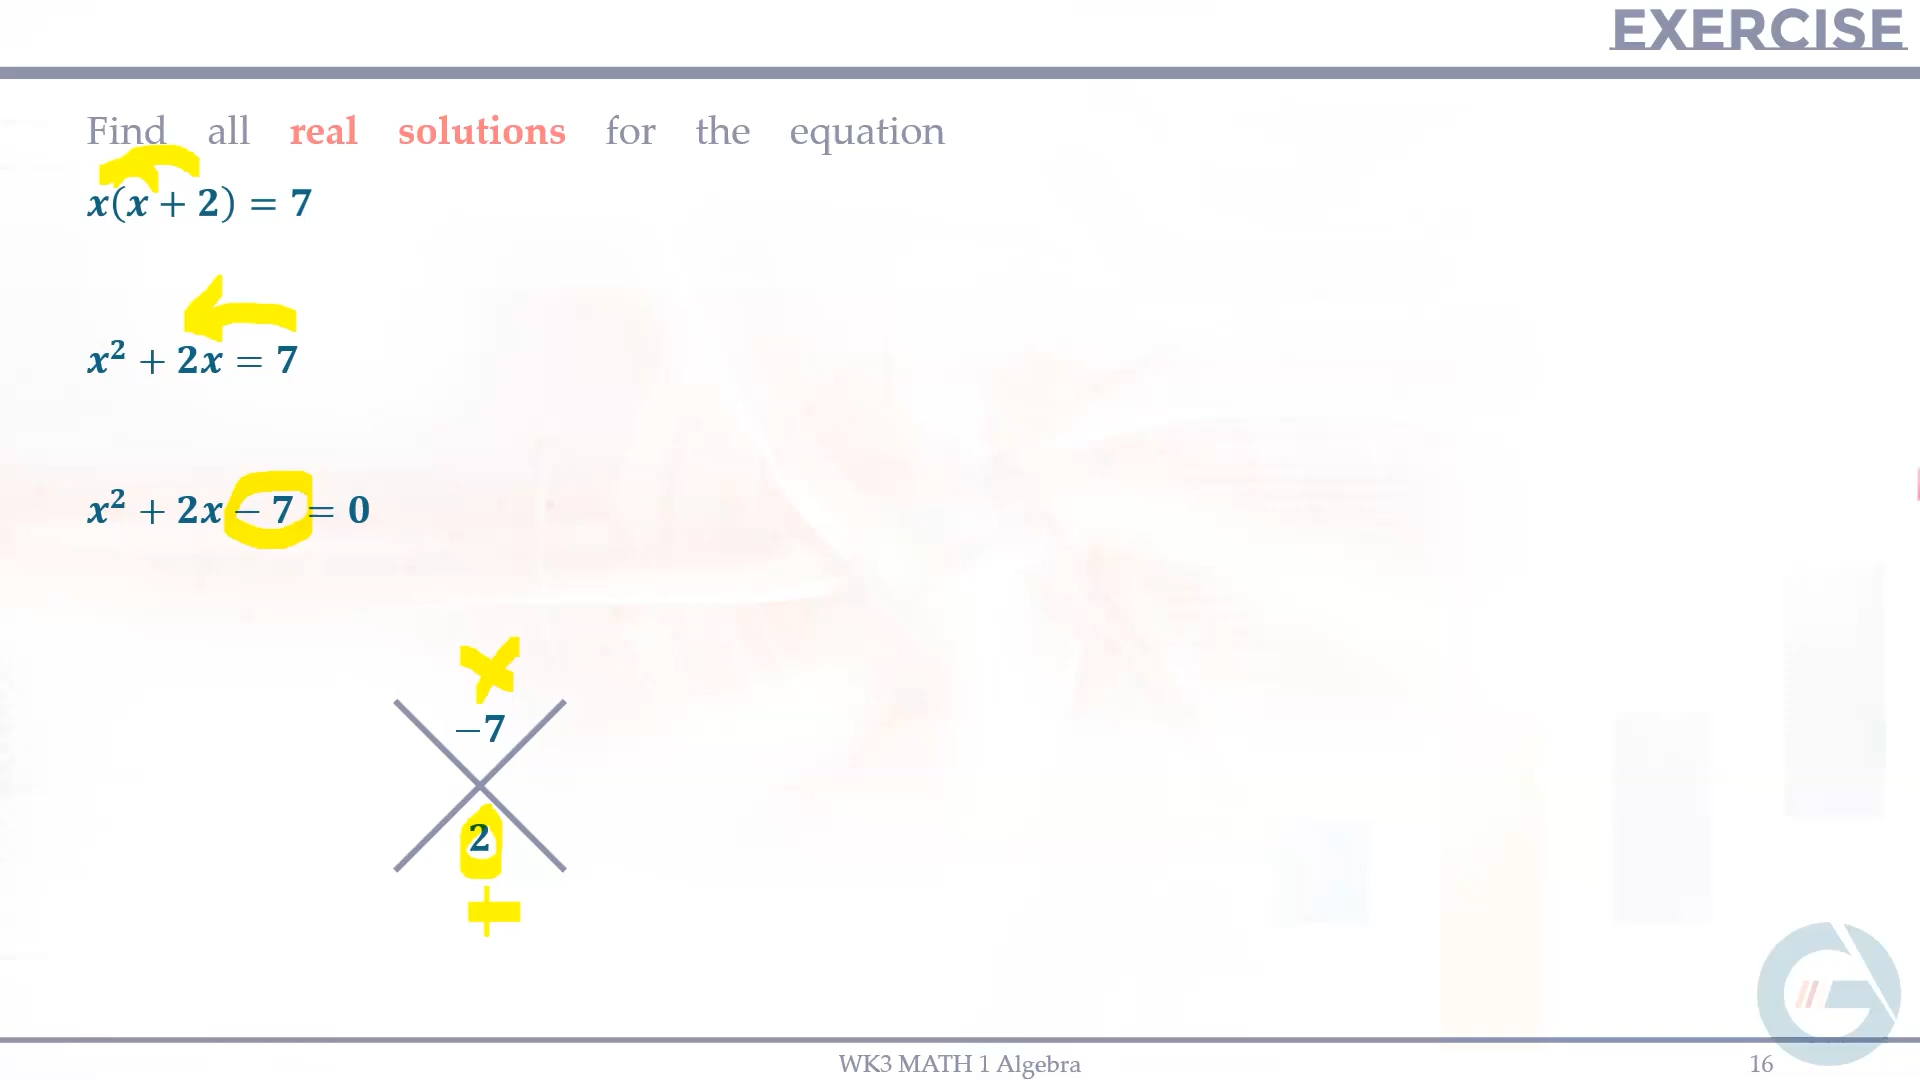 EXERCISE
Find all real solutions for the equation
x(x + 2) = 7
x² + 2x = 7
x² + 2x − 7 = 0
×
−7
2
+
WK3 MATH 1 Algebra
16